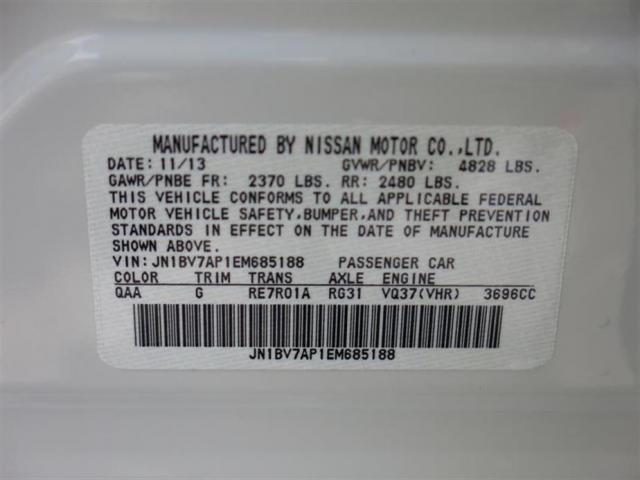 MANUFACTURED BY NISSAN MOTOR CO.,LTD.
DATE: 11/13 GVWR/PNBV: 4828 LBS.
GAWR/PNBE FR: 2370 LBS. RR: 2480 LBS.
THIS VEHICLE CONFORMS TO ALL APPLICABLE FEDERAL
MOTOR VEHICLE SAFETY,BUMPER,AND THEFT PREVENTION
STANDARDS IN EFFECT ON THE DATE OF MANUFACTURE
SHOWN ABOVE.
VIN: JN1BV7AP1EM685188 PASSENGER CAR
COLOR TRIM TRANS AXLE ENGINE
QAA G RE7R01A RG31 VQ37(VHR) 3696CC
JN1BV7AP1EM685188